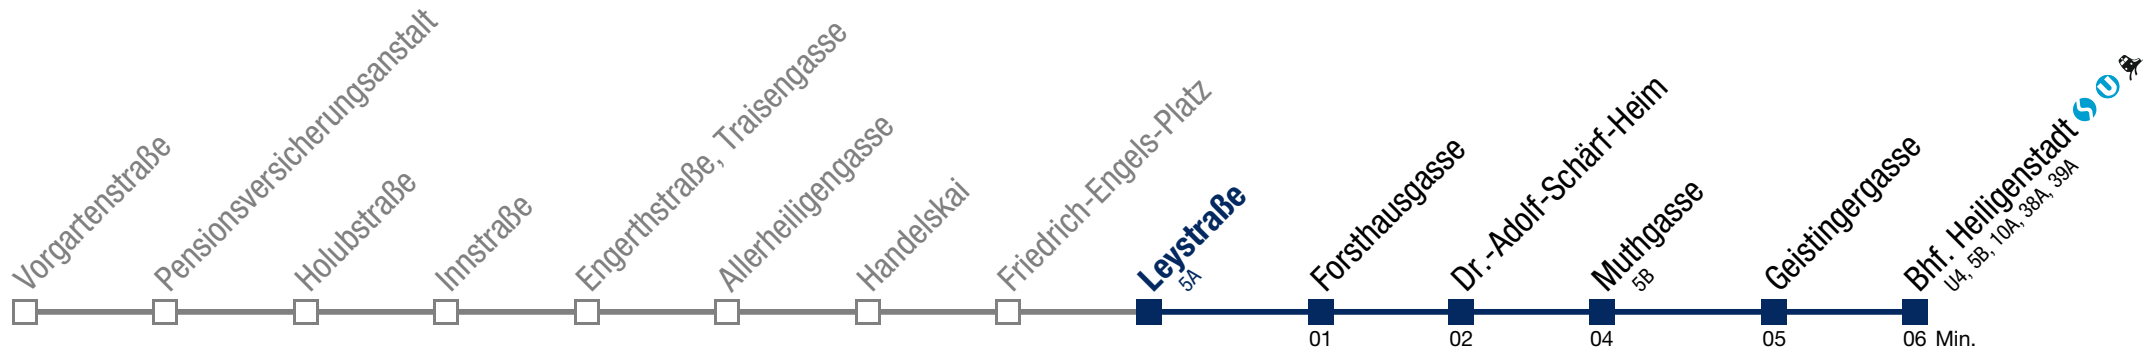 Vorgartenstraße
Pensionsversicherungsanstalt
Holubstraße
Innstraße
Engerthstraße, Traisengasse
Allerheiligengasse
Handelskai
Friedrich-Engels-Platz
Leystraße
5A
Forsthausgasse
Dr.-Adolf-Schärf-Heim
Muthgasse
5B
Geistingergasse
Bhf. Heiligenstadt S U
U4, 5B, 10A, 38A, 39A
01 02 04 05 06 Min.